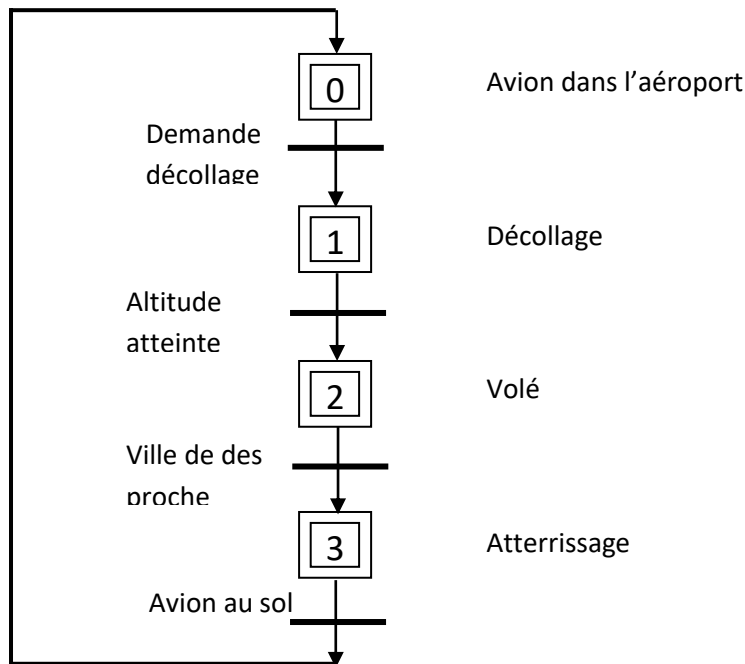 0
Avion dans l'aéroport
Demande
décollage
1
Décollage
Altitude
atteinte
2
Volé
Ville de des
proche
3
Atterrissage
Avion au sol